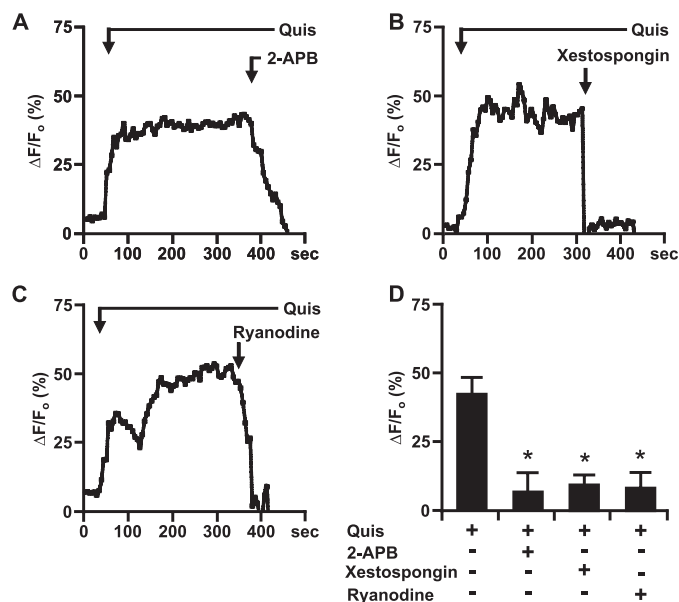 A
Quis
2-APB
ΔF/Fo (%)
75
50
25
0
0 100 200 300 400 sec
B
Quis
Xestospongin
ΔF/Fo (%)
75
50
25
0
0 100 200 300 400 sec
C
Quis
Ryanodine
ΔF/Fo (%)
75
50
25
0
0 100 200 300 400 sec
D
ΔF/Fo (%)
75
50
25
0
* * *
Quis + + + +
2-APB - + - -
Xestospongin - - + -
Ryanodine - - - +